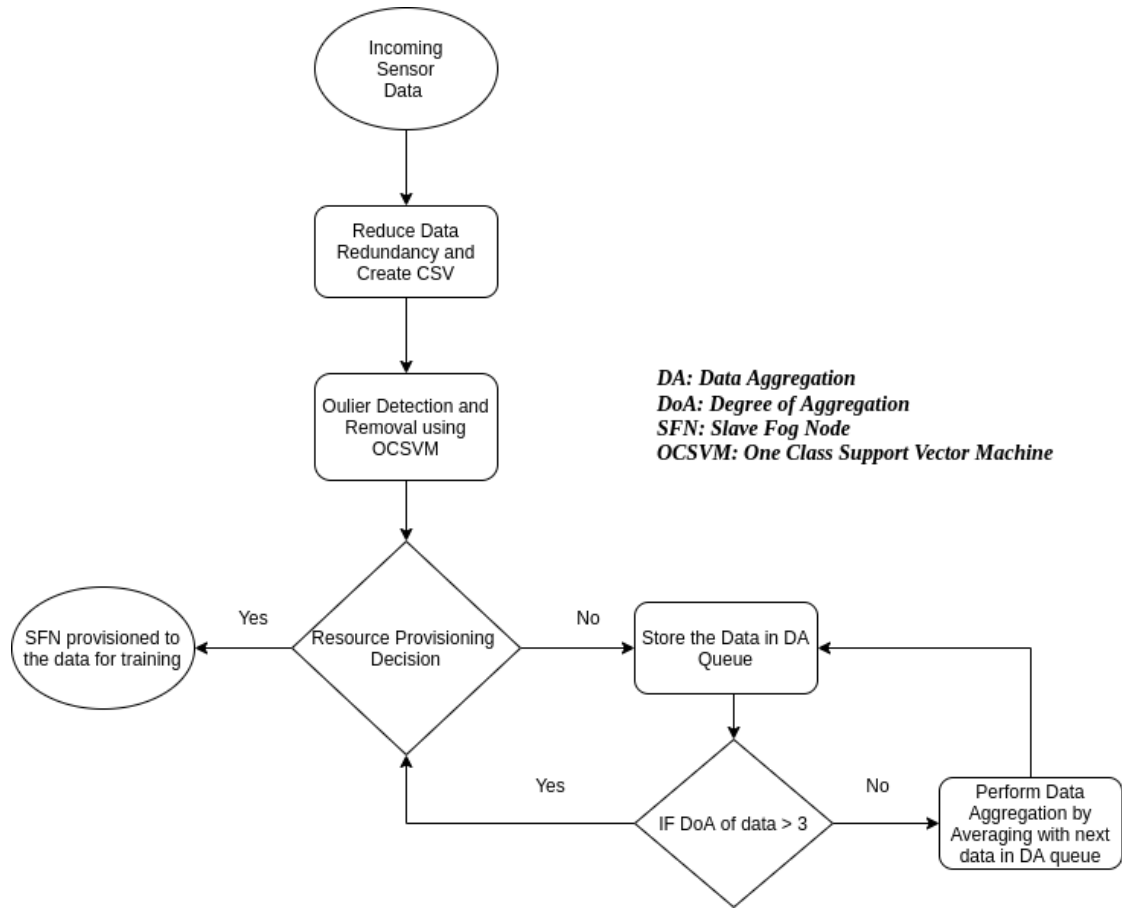 Incoming
Sensor
Data
Reduce Data
Redundancy and
Create CSV
Oulier Detection and
Removal using
OCSVM
DA: Data Aggregation
DoA: Degree of Aggregation
SFN: Slave Fog Node
OCSVM: One Class Support Vector Machine
Yes
No
SFN provisioned to
the data for training
Resource Provisioning
Decision
Store the Data in DA
Queue
Yes
No
IF DoA of data > 3
Perform Data
Aggregation by
Averaging with next
data in DA queue